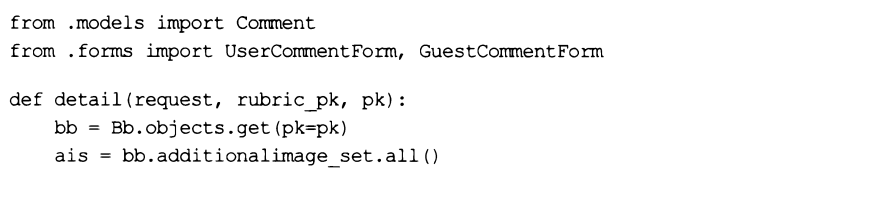 from .models import Comment
from .forms import UserCommentForm, GuestCommentForm
def detail(request, rubric_pk, pk):
    bb = Bb.objects.get(pk=pk)
    ais = bb.additionalimage_set.all()